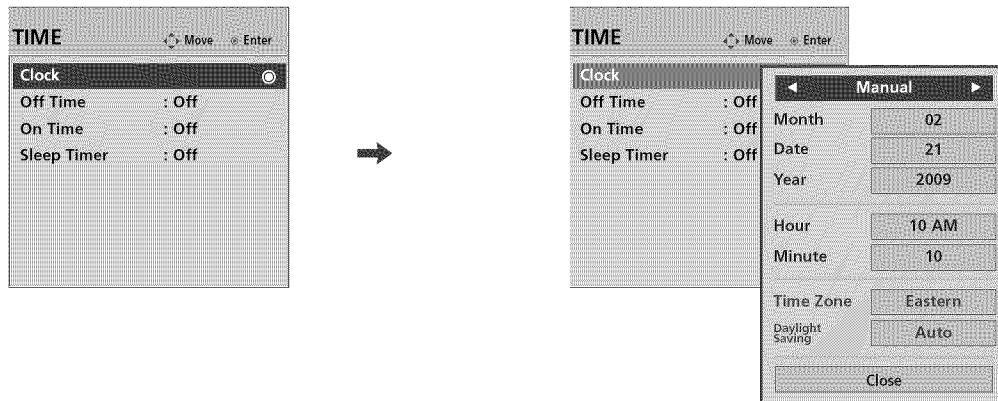 TIME Move Enter
Clock
Off Time : Off
On Time : Off
Sleep Timer : Off
TIME Move Enter
Clock
Off Time : Off
On Time : Off
Sleep Timer : Off
Manual
Month 02
Date 21
Year 2009
Hour 10 AM
Minute 10
Time Zone Eastern
Daylight
Saving Auto
Close